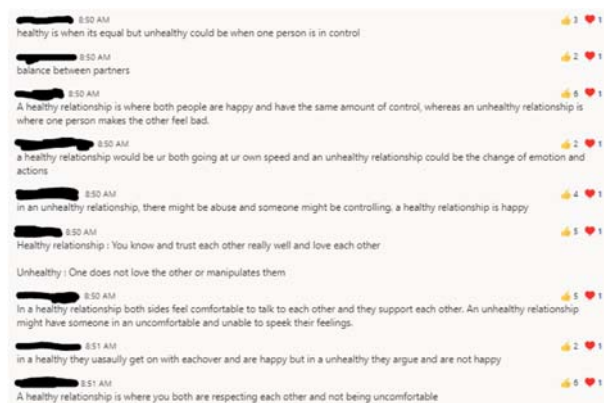 8:50 AM 3 1
healthy is when its equal but unhealthy could be when one person is in control
8:50 AM 2 1
balance between partners
8:50 AM 6 1
A healthy relationship is where both people are happy and have the same amount of control, whereas an unhealthy relationship is
where one person makes the other feel bad.
8:50 AM 2 1
a healthy relationship would be ur both going at ur own speed and an unhealthy relationship could be the change of emotion and
actions
8:50 AM 4 1
in an unhealthy relationship, there might be abuse and someone might be controlling. a healthy relationship is happy
8:50 AM 5 1
Healthy relationship : You know and trust each other really well and love each other
Unhealthy : One does not love the other or manipulates them
8:50 AM 5 1
In a healthy relationship both sides feel comfortable to talk to each other and they support each other. An unhealthy relationship
might have someone in an uncomfortable and unable to speek their feelings.
8:51 AM 2 1
in a healthy they uasaully get on with eachover and are happy but in a unhealthy they argue and are not happy
8:51 AM 6 1
A healthy relationship is where you both are respecting each other and not being uncomfortable